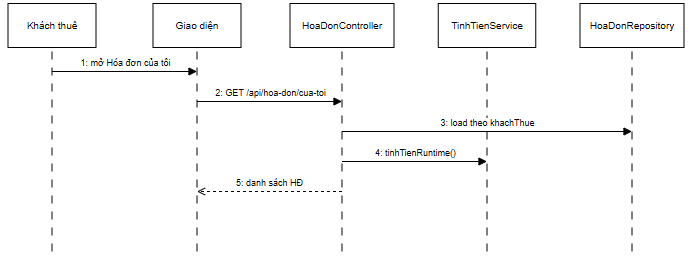 Khách thuê
Giao diện
HoaDonController
TinhTienService
HoaDonRepository
1: mở Hóa đơn của tôi
2: GET /api/hoa-don/cua-toi
3: load theo khachThue
4: tinhTienRuntime()
5: danh sách HĐ